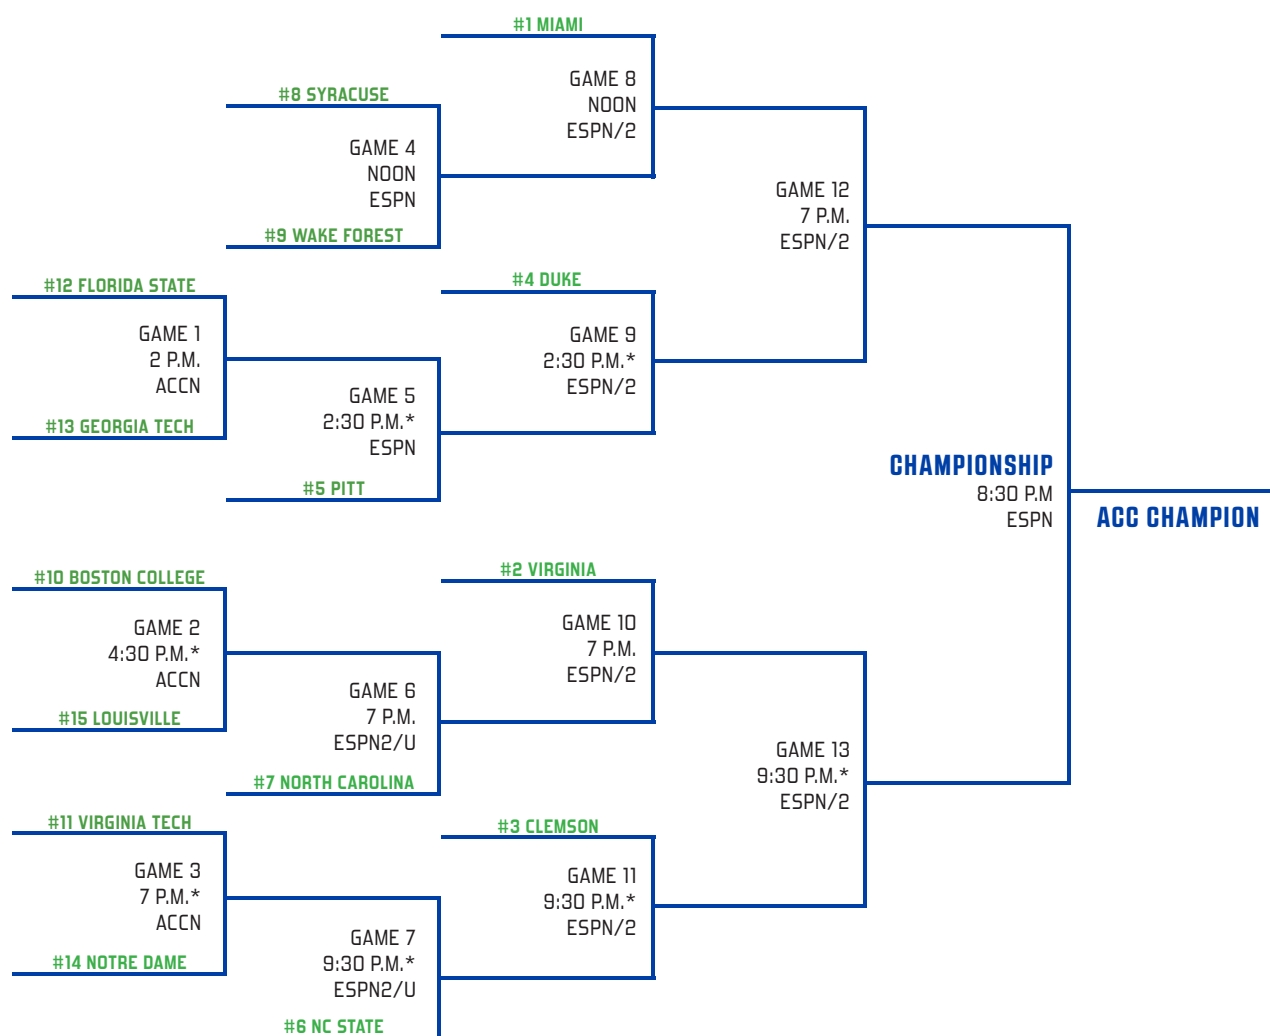 #1 MIAMI
GAME 8
NOON
ESPN/2
#8 SYRACUSE
GAME 4
NOON
ESPN
#9 WAKE FOREST
GAME 12
7 P.M.
ESPN/2
#12 FLORIDA STATE
GAME 1
2 P.M.
ACCN
#13 GEORGIA TECH
#4 DUKE
GAME 9
2:30 P.M.*
ESPN/2
GAME 5
2:30 P.M.*
ESPN
#5 PITT
CHAMPIONSHIP
8:30 P.M
ESPN
ACC CHAMPION
#10 BOSTON COLLEGE
GAME 2
4:30 P.M.*
ACCN
#15 LOUISVILLE
#2 VIRGINIA
GAME 10
7 P.M.
ESPN/2
GAME 6
7 P.M.
ESPN2/U
#7 NORTH CAROLINA
GAME 13
9:30 P.M.*
ESPN/2
#11 VIRGINIA TECH
GAME 3
7 P.M.*
ACCN
#14 NOTRE DAME
#3 CLEMSON
GAME 11
9:30 P.M.*
ESPN/2
GAME 7
9:30 P.M.*
ESPN2/U
#6 NC STATE